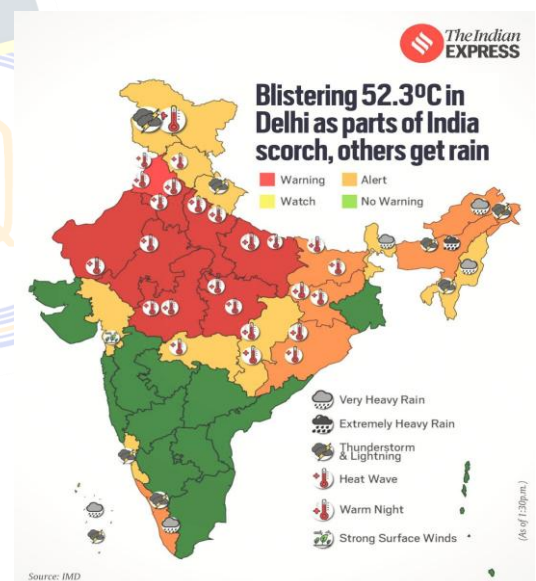 The Indian
EXPRESS
Blistering 52.3ºC in
Delhi as parts of India
scorch, others get rain
Warning
Alert
Watch
No Warning
Very Heavy Rain
Extremely Heavy Rain
Thunderstorm
& Lightning
Heat Wave
Warm Night
Strong Surface Winds
(As of 1:30p.m.)
Source: IMD